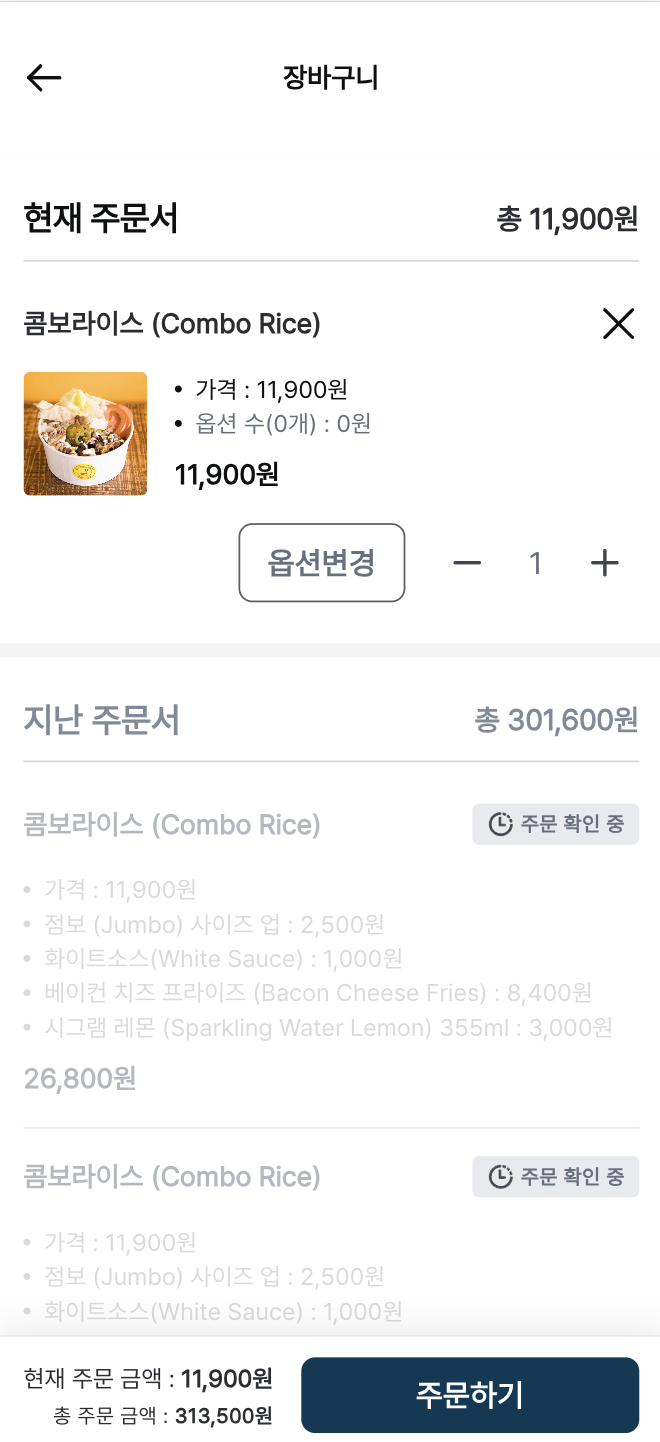 장바구니
현재 주문서 총 11,900원
콤보라이스 (Combo Rice)
• 가격 : 11,900원
• 옵션 수(0개) : 0원
11,900원
옵션변경 — 1 +
지난 주문서 총 301,600원
콤보라이스 (Combo Rice) 주문 확인 중
• 가격 : 11,900원
• 점보 (Jumbo) 사이즈 업 : 2,500원
• 화이트소스(White Sauce) : 1,000원
• 베이컨 치즈 프라이즈 (Bacon Cheese Fries) : 8,400원
• 시그램 레몬 (Sparkling Water Lemon) 355ml : 3,000원
26,800원
콤보라이스 (Combo Rice) 주문 확인 중
• 가격 : 11,900원
• 점보 (Jumbo) 사이즈 업 : 2,500원
• 화이트소스(White Sauce) : 1,000원
현재 주문 금액 : 11,900원
총 주문 금액 : 313,500원
주문하기